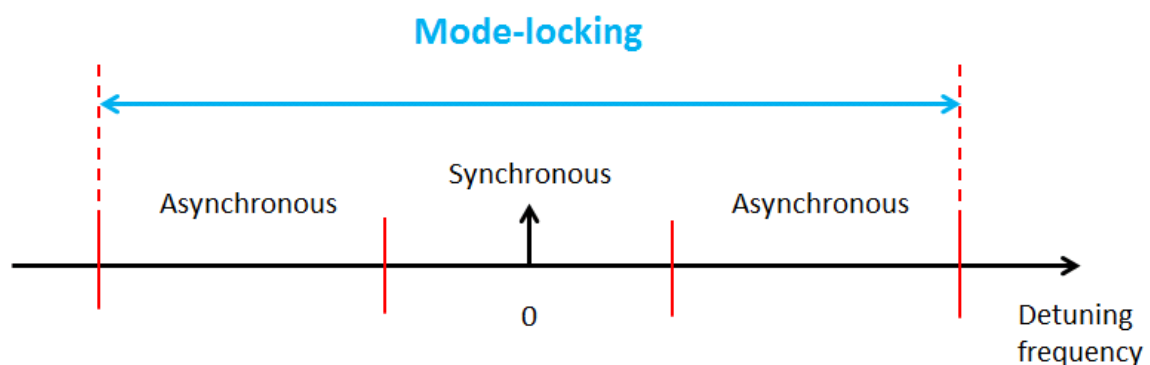 Mode-locking
Synchronous
Asynchronous
Asynchronous
0
Detuning
frequency